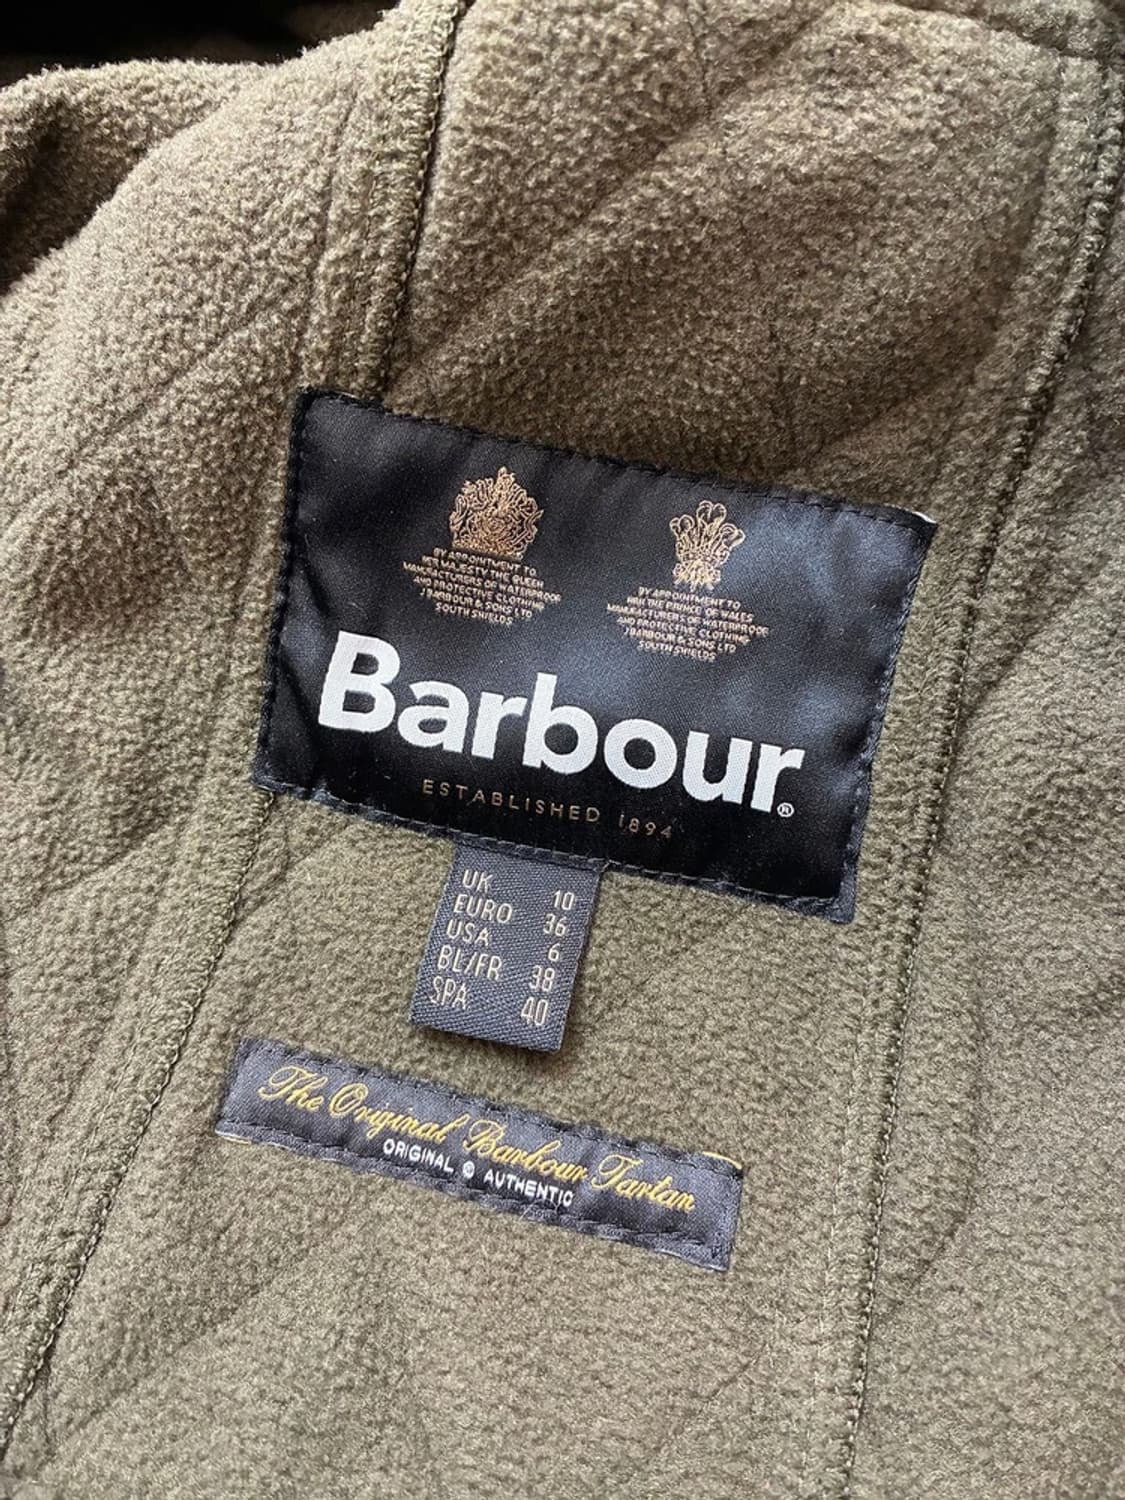 BY APPOINTMENT TO
HER MAJESTY THE QUEEN
MANUFACTURERS OF WATERPROOF
AND PROTECTIVE CLOTHING
J BARBOUR & SONS LTD
SOUTH SHIELDS
BY APPOINTMENT TO
HRH THE PRINCE OF WALES
MANUFACTURERS OF WATERPROOF
AND PROTECTIVE CLOTHING
J BARBOUR & SONS LTD
SOUTH SHIELDS
Barbour®
ESTABLISHED 1894
UK 10
EURO 36
USA 6
BL/FR 38
SPA 40
The Original Barbour Tartan
ORIGINAL @ AUTHENTIC